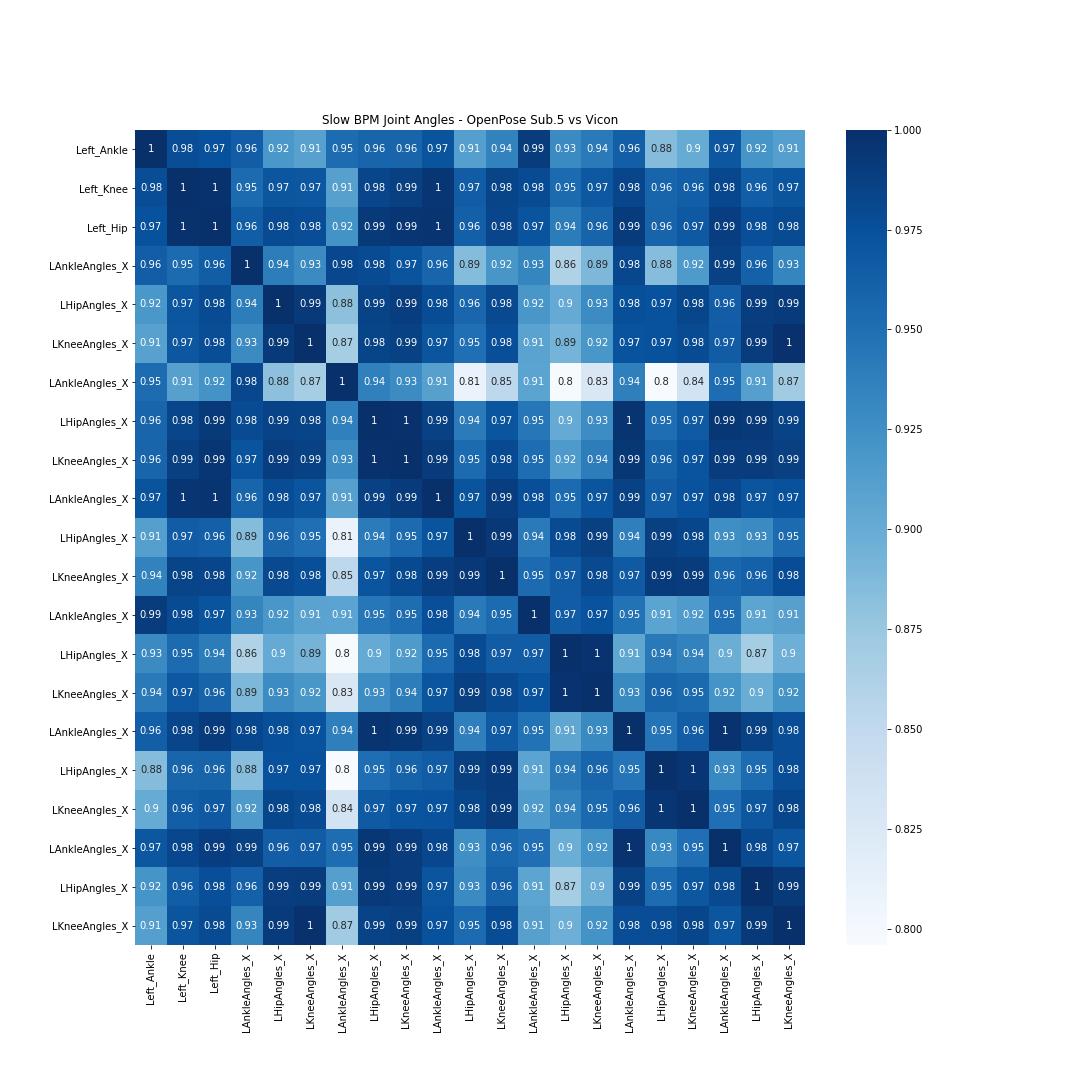 Slow BPM Joint Angles - OpenPose Sub.5 vs Vicon
Left_Ankle 1 0.98 0.97 0.96 0.92 0.91 0.95 0.96 0.96 0.97 0.91 0.94 0.99 0.93 0.94 0.96 0.88 0.9 0.97 0.92 0.91
Left_Knee 0.98 1 1 0.95 0.97 0.97 0.91 0.98 0.99 1 0.97 0.98 0.98 0.95 0.97 0.98 0.96 0.96 0.98 0.96 0.97
Left_Hip 0.97 1 1 0.96 0.98 0.98 0.92 0.99 0.99 1 0.96 0.98 0.97 0.94 0.96 0.99 0.96 0.97 0.99 0.98 0.98
LAnkleAngles_X 0.96 0.95 0.96 1 0.94 0.93 0.98 0.98 0.97 0.96 0.89 0.92 0.93 0.86 0.89 0.98 0.88 0.92 0.99 0.96 0.93
LHipAngles_X 0.92 0.97 0.98 0.94 1 0.99 0.88 0.99 0.99 0.98 0.96 0.98 0.92 0.9 0.93 0.98 0.97 0.98 0.96 0.99 0.99
LKneeAngles_X 0.91 0.97 0.98 0.93 0.99 1 0.87 0.98 0.99 0.97 0.95 0.98 0.91 0.89 0.92 0.97 0.97 0.98 0.97 0.99 1
LAnkleAngles_X 0.95 0.91 0.92 0.98 0.88 0.87 1 0.94 0.93 0.91 0.81 0.85 0.91 0.8 0.83 0.94 0.8 0.84 0.95 0.91 0.87
LHipAngles_X 0.96 0.98 0.99 0.98 0.99 0.98 0.94 1 1 0.99 0.94 0.97 0.95 0.9 0.93 1 0.95 0.97 0.99 0.99 0.99
LKneeAngles_X 0.96 0.99 0.99 0.97 0.99 0.99 0.93 1 1 0.99 0.95 0.98 0.95 0.92 0.94 0.99 0.96 0.97 0.99 0.99 0.99
LAnkleAngles_X 0.97 1 1 0.96 0.98 0.97 0.91 0.99 0.99 1 0.97 0.99 0.98 0.95 0.97 0.99 0.97 0.97 0.98 0.97 0.97
LHipAngles_X 0.91 0.97 0.96 0.89 0.96 0.95 0.81 0.94 0.95 0.97 1 0.99 0.94 0.98 0.99 0.94 0.99 0.98 0.93 0.93 0.95
LKneeAngles_X 0.94 0.98 0.98 0.92 0.98 0.98 0.85 0.97 0.98 0.99 0.99 1 0.95 0.97 0.98 0.97 0.99 0.99 0.96 0.96 0.98
LAnkleAngles_X 0.99 0.98 0.97 0.93 0.92 0.91 0.91 0.95 0.95 0.98 0.94 0.95 1 0.97 0.97 0.95 0.91 0.92 0.95 0.91 0.91
LHipAngles_X 0.93 0.95 0.94 0.86 0.9 0.89 0.8 0.9 0.92 0.95 0.98 0.97 0.97 1 1 0.91 0.94 0.94 0.9 0.87 0.9
LKneeAngles_X 0.94 0.97 0.96 0.89 0.93 0.92 0.83 0.93 0.94 0.97 0.99 0.98 0.97 1 1 0.93 0.96 0.95 0.92 0.9 0.92
LAnkleAngles_X 0.96 0.98 0.99 0.98 0.98 0.97 0.94 1 0.99 0.99 0.94 0.97 0.95 0.91 0.93 1 0.95 0.96 1 0.99 0.98
LHipAngles_X 0.88 0.96 0.96 0.88 0.97 0.97 0.8 0.95 0.96 0.97 0.99 0.99 0.91 0.94 0.96 0.95 1 1 0.93 0.95 0.98
LKneeAngles_X 0.9 0.96 0.97 0.92 0.98 0.98 0.84 0.97 0.97 0.97 0.98 0.99 0.92 0.94 0.95 0.96 1 1 0.95 0.97 0.98
LAnkleAngles_X 0.97 0.98 0.99 0.99 0.96 0.97 0.95 0.99 0.99 0.98 0.93 0.96 0.95 0.9 0.92 1 0.93 0.95 1 0.98 0.97
LHipAngles_X 0.92 0.96 0.98 0.96 0.99 0.99 0.91 0.99 0.99 0.97 0.93 0.96 0.91 0.87 0.9 0.99 0.95 0.97 0.98 1 0.99
LKneeAngles_X 0.91 0.97 0.98 0.93 0.99 1 0.87 0.99 0.99 0.97 0.95 0.98 0.91 0.9 0.92 0.98 0.98 0.98 0.97 0.99 1
Left_Ankle
Left_Knee
Left_Hip
LAnkleAngles_X
LHipAngles_X
LKneeAngles_X
LAnkleAngles_X
LHipAngles_X
LKneeAngles_X
LAnkleAngles_X
LHipAngles_X
LKneeAngles_X
LAnkleAngles_X
LHipAngles_X
LKneeAngles_X
LAnkleAngles_X
LHipAngles_X
LKneeAngles_X
LAnkleAngles_X
LHipAngles_X
LKneeAngles_X
1.000
0.975
0.950
0.925
0.900
0.875
0.850
0.825
0.800